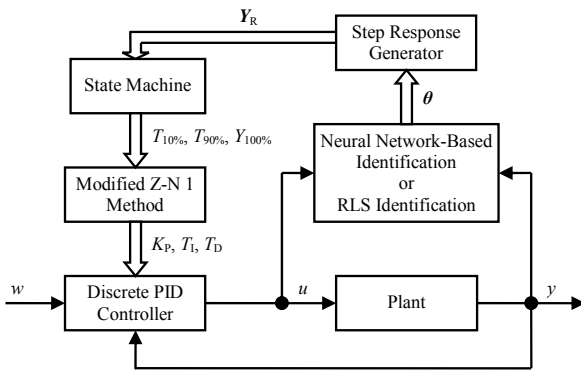 Y_R
Step Response
Generator
State Machine
θ
T_10%, T_90%, Y_100%
Neural Network-Based
Identification
or
RLS Identification
Modified Z-N 1
Method
K_P, T_I, T_D
w
Discrete PID
Controller
u
Plant
y